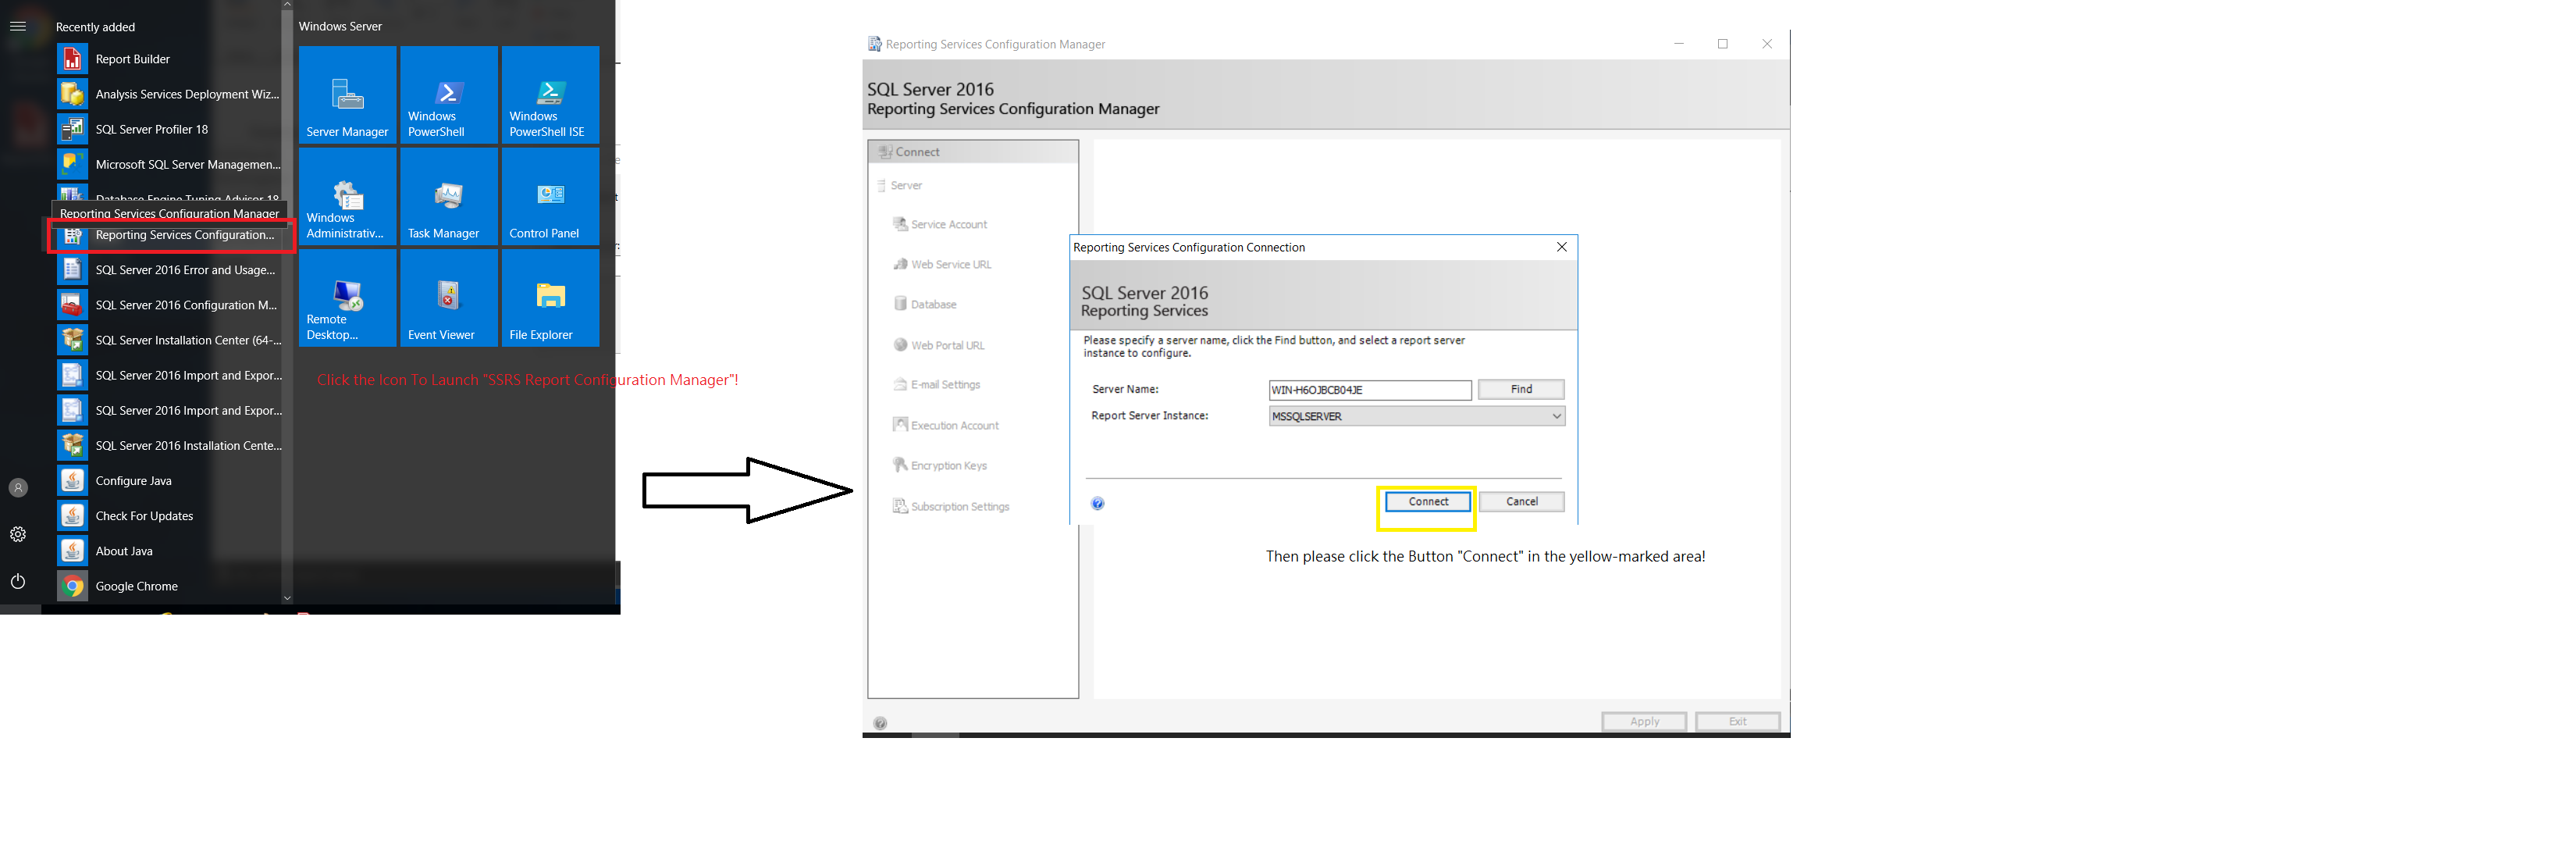 Recently added
Report Builder
Analysis Services Deployment Wiz...
SQL Server Profiler 18
Microsoft SQL Server Managemen...
Database Engine Tuning Advisor 18
Reporting Services Configuration Manager
Reporting Services Configuration...
SQL Server 2016 Error and Usage...
SQL Server 2016 Configuration M...
SQL Server Installation Center (64-...
SQL Server 2016 Import and Expor...
SQL Server 2016 Import and Expor...
SQL Server 2016 Installation Cente...
Configure Java
Check For Updates
About Java
Google Chrome
Windows Server
Server Manager
Windows
PowerShell
Windows
PowerShell ISE
Windows
Administrativ...
Task Manager
Control Panel
Remote
Desktop...
Event Viewer
File Explorer
Click the Icon To Launch "SSRS Report Configuration Manager"!
Reporting Services Configuration Manager
SQL Server 2016
Reporting Services Configuration Manager
Connect
Server
Service Account
Web Service URL
Database
Web Portal URL
E-mail Settings
Execution Account
Encryption Keys
Subscription Settings
Reporting Services Configuration Connection
SQL Server 2016
Reporting Services
Please specify a server name, click the Find button, and select a report server
instance to configure.
Server Name:
WIN-H6OJBCB04JE
Find
Report Server Instance:
MSSQLSERVER
Connect
Cancel
Then please click the Button "Connect" in the yellow-marked area!
Apply
Exit